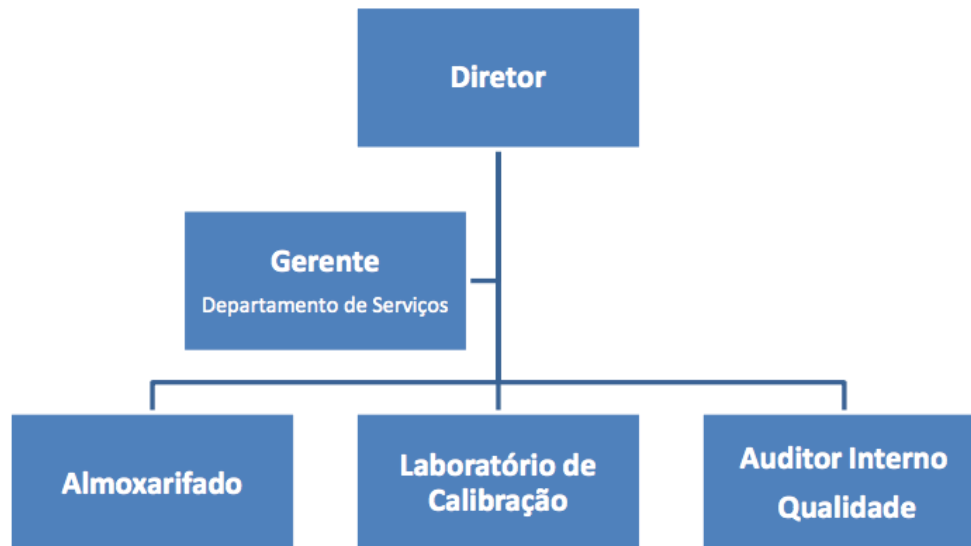 Diretor
Gerente
Departamento de Serviços
Almoxarifado
Laboratório de
Calibração
Auditor Interno
Qualidade